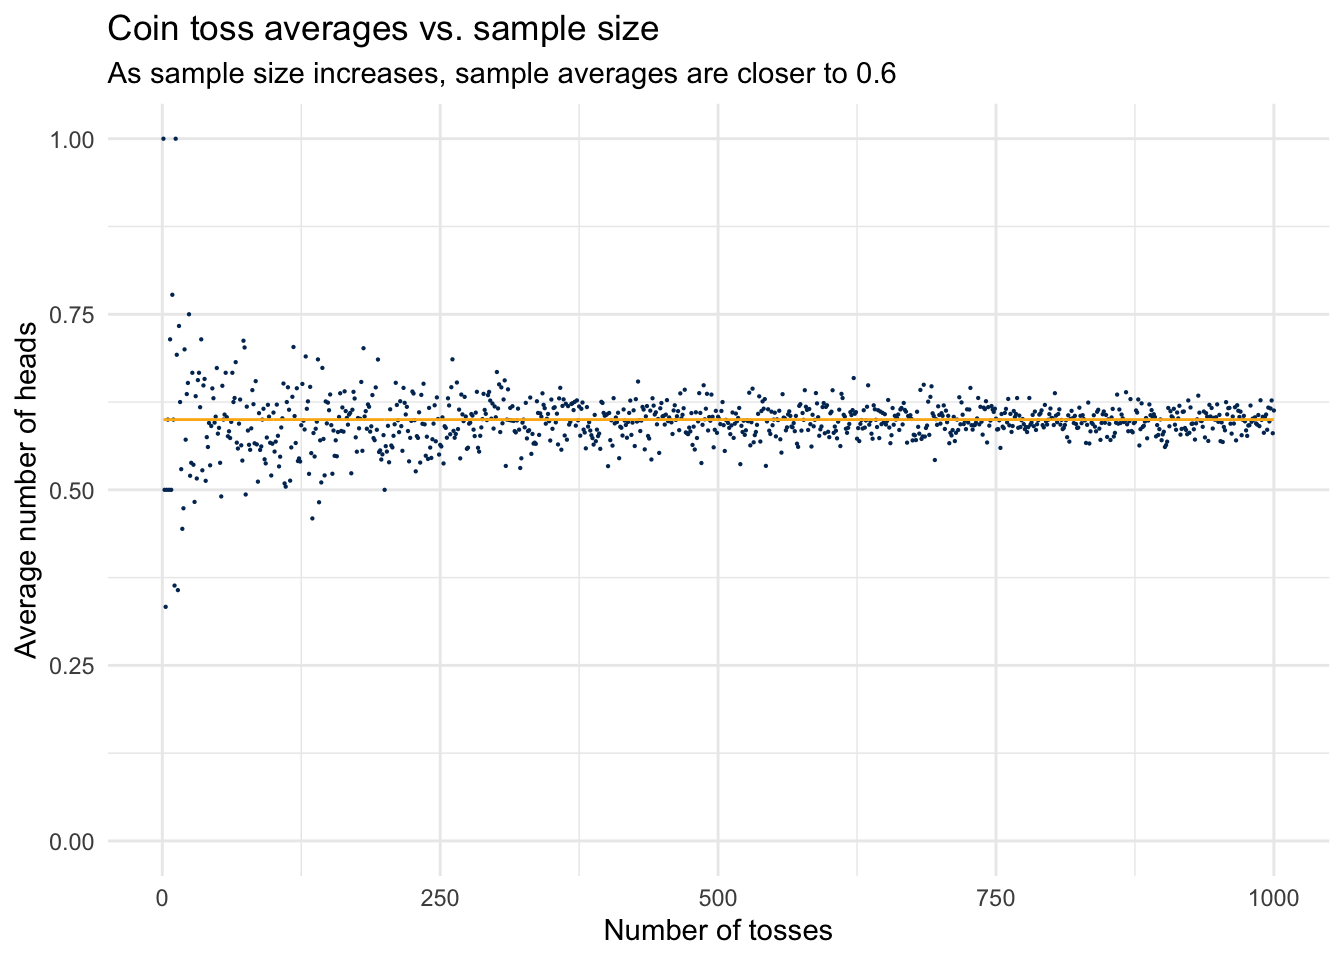 Coin toss averages vs. sample size
As sample size increases, sample averages are closer to 0.6
1.00
0.75
0.50
0.25
0.00
Average number of heads
0 250 500 750 1000
Number of tosses